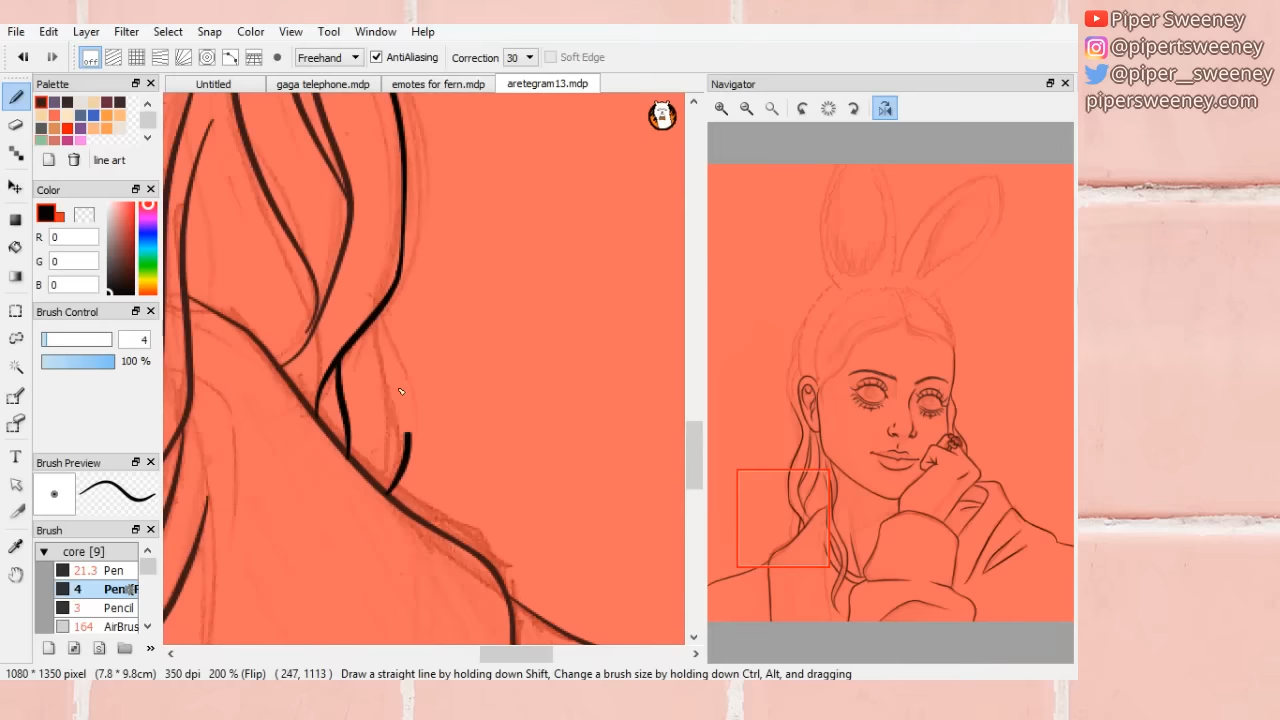 File Edit Layer Filter Select Snap Color View Tool Window Help
off Freehand AntiAliasing Correction 30 Soft Edge
Palette Untitled gaga telephone.mdp emotes for fern.mdp aretegram13.mdp Navigator
line art
Color
R 0
G 0
B 0
Brush Control
4
100 %
Brush Preview
Brush
core [9]
21.3 Pen
4
3 Pencil
164 AirBrus
1080 * 1350 pixel (7.8 * 9.8cm) 350 dpi 200 % (Flip) ( 247, 1113 ) Draw a straight line by holding down Shift, Change a brush size by holding down Ctrl, Alt, and dragging
Piper Sweeney
@pipertsweeney
@piper__sweeney
pipersweeney.com